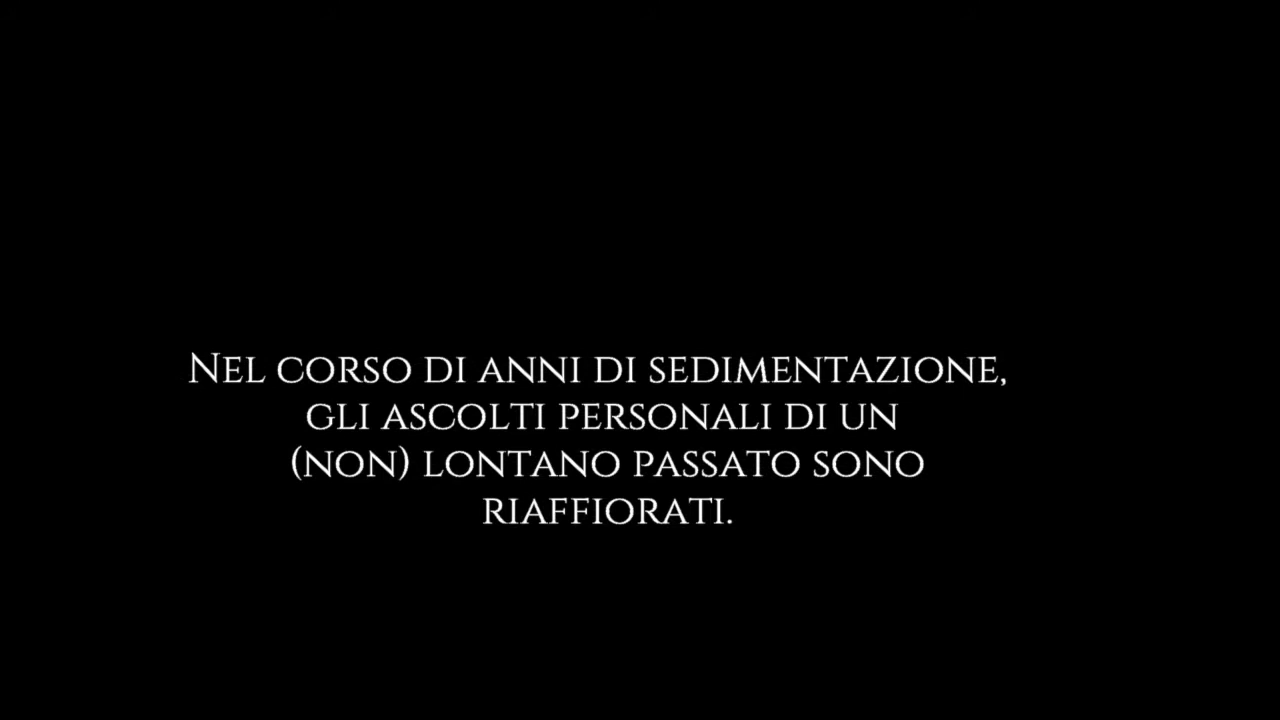 Nel corso di anni di sedimentazione,
gli ascolti personali di un
(non) lontano passato sono
riaffiorati.